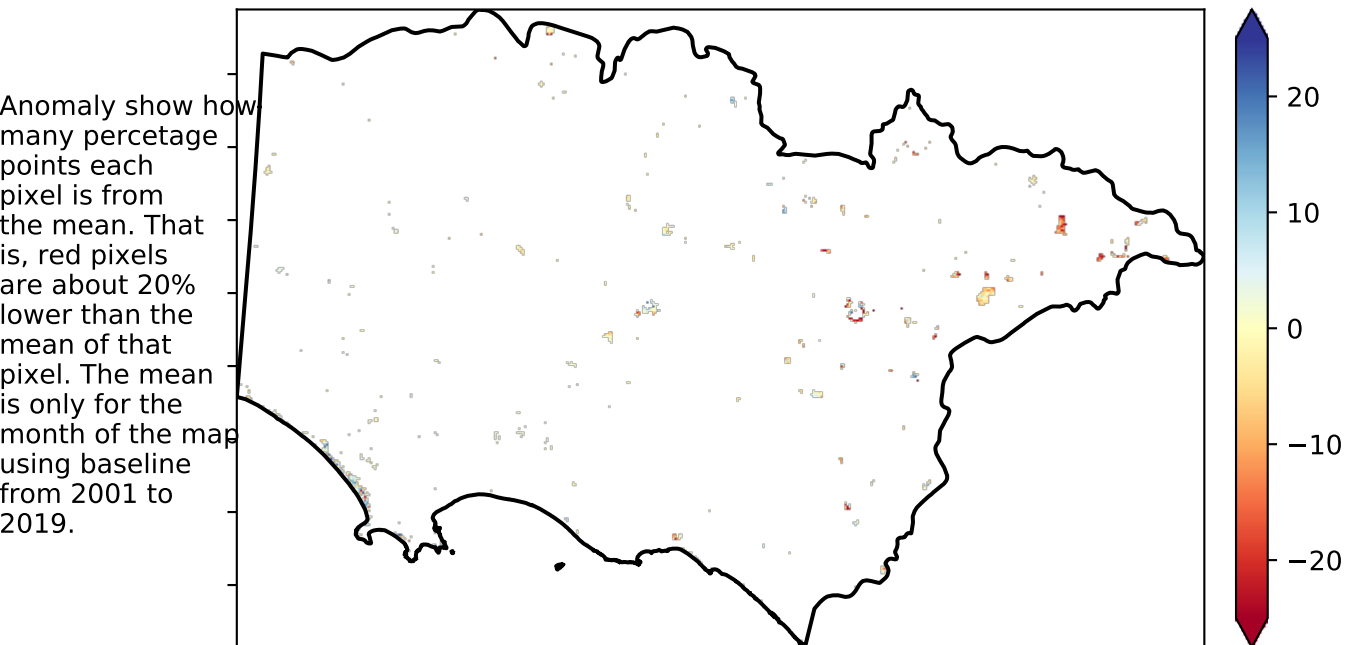 Anomaly show how
many percetage
points each
pixel is from
the mean. That
is, red pixels
are about 20%
lower than the
mean of that
pixel. The mean
is only for the
month of the map
using baseline
from 2001 to
2019.
20
10
0
−10
−20